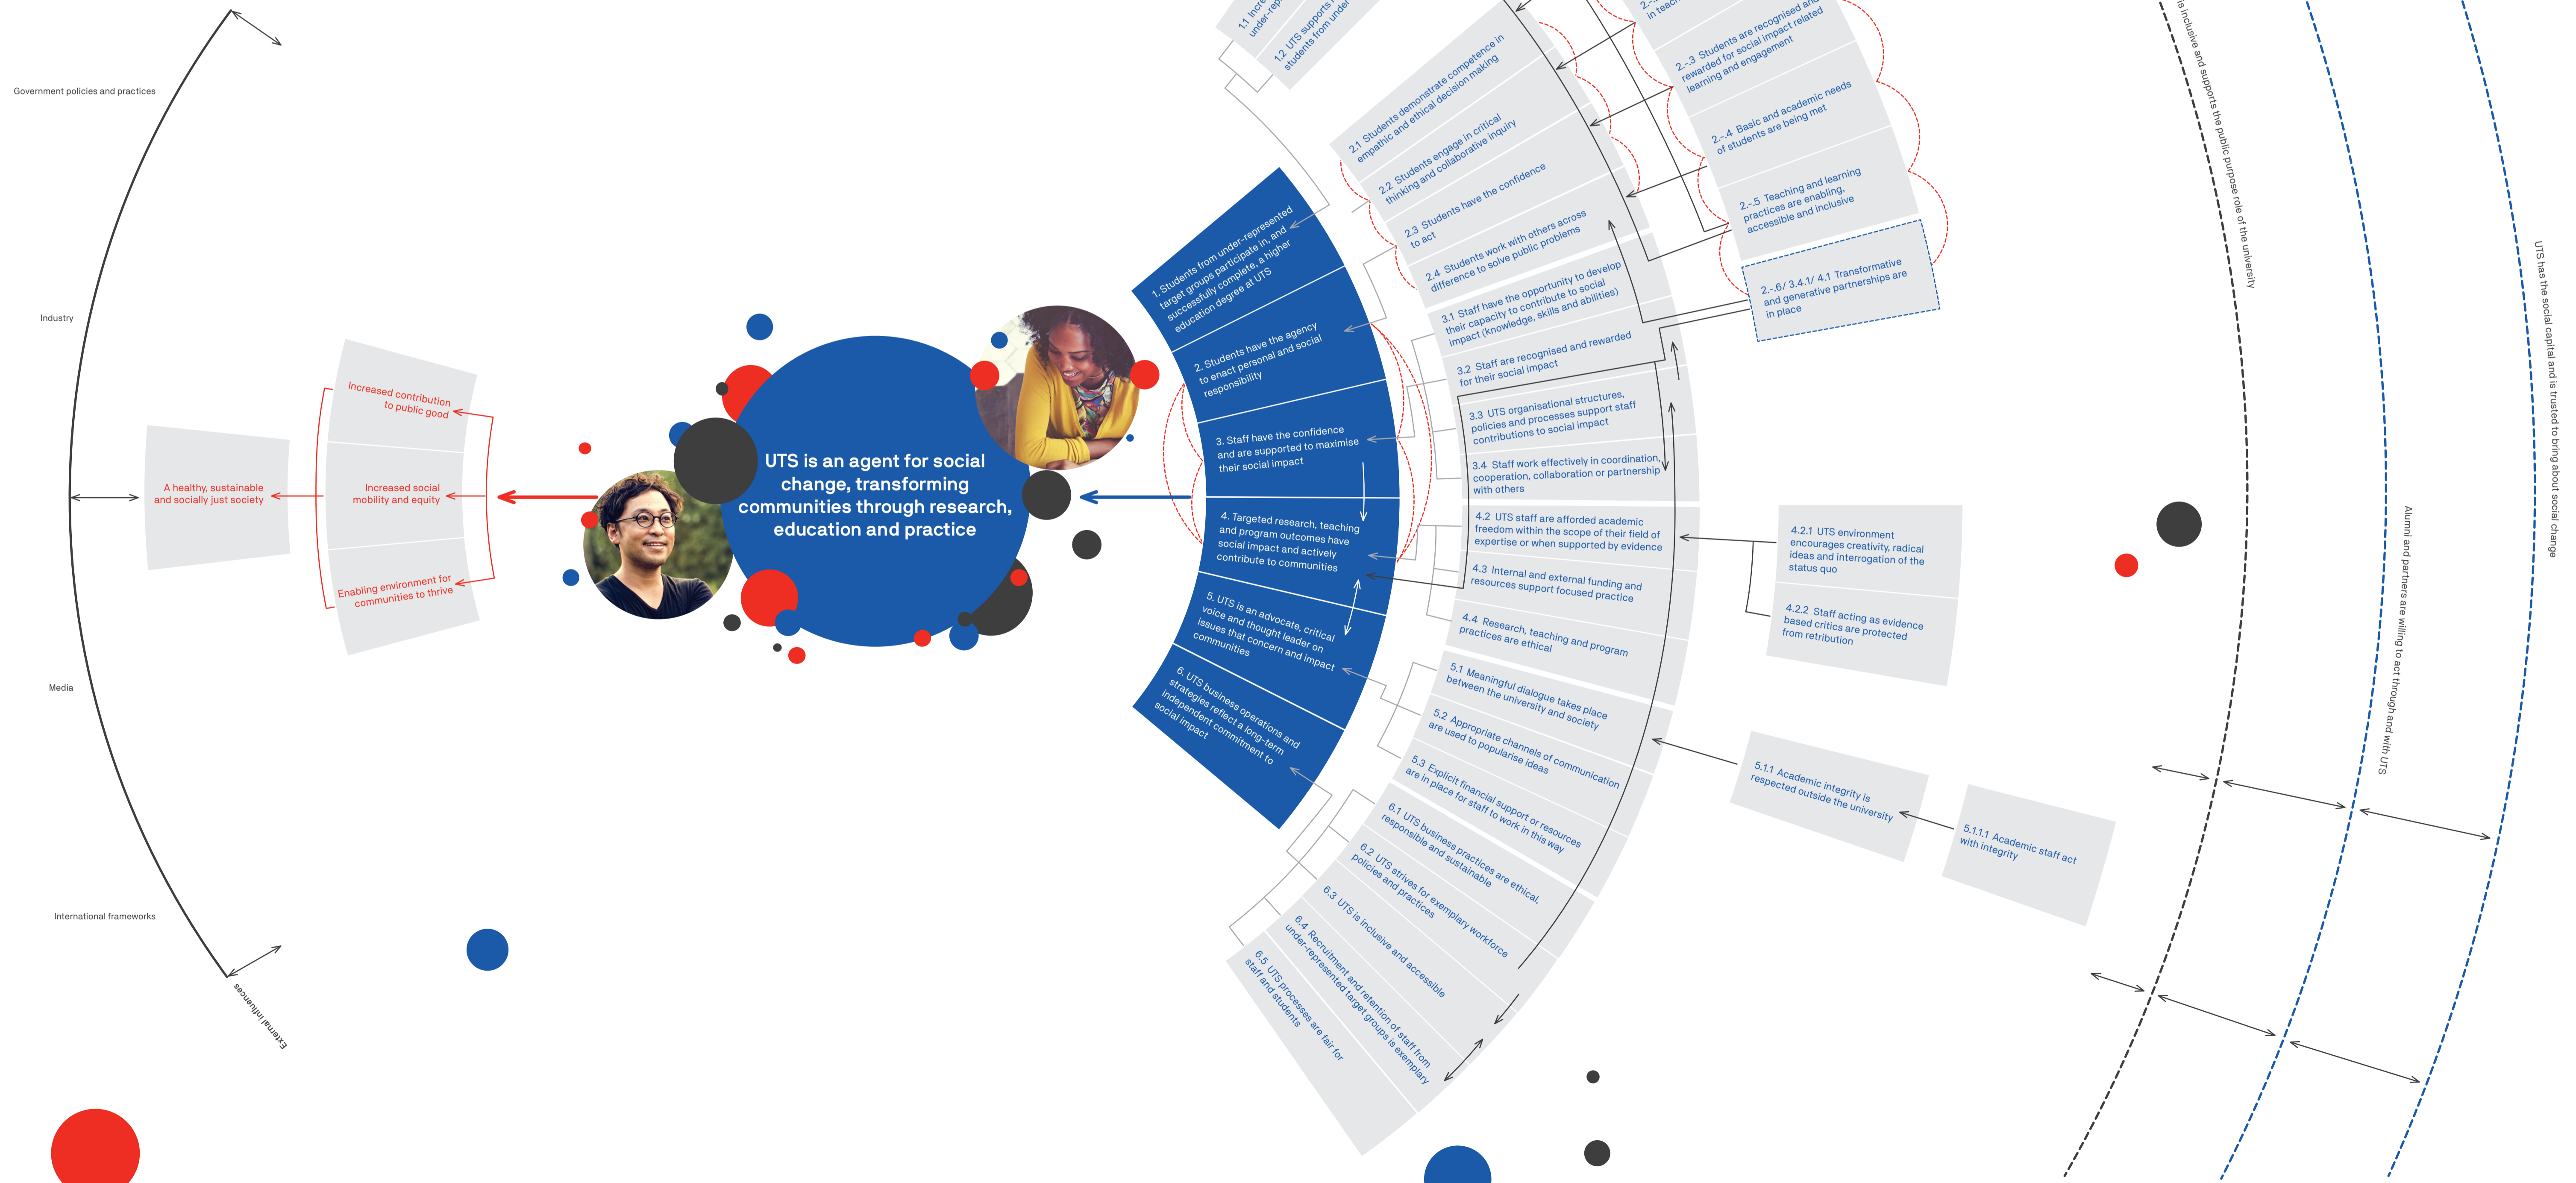 Government policies and practices
Industry
Media
International frameworks
External Influences
A healthy, sustainable
and socially just society
Increased contribution
to public good
Increased social
mobility and equity
Enabling environment for
communities to thrive
UTS is an agent for social
change, transforming
communities through research,
education and practice
1. Students from under-represented
target groups participate in, and
successfully complete, a higher
education degree at UTS
2. Students have the agency
to enact personal and social
responsibility
3. Staff have the confidence
and are supported to maximise
their social impact
4. Targeted research, teaching
and program outcomes have
social impact and actively
contribute to communities
5. UTS is an advocate, critical
voice and thought leader on
issues that concern and impact
communities
6. UTS business operations and
strategies reflect a long-term
independent commitment to
social impact
1.1
under-rep
1.2 UTS supports
students from under
2.1 Students demonstrate competence in
empathic and ethical decision making
2.2 Students engage in critical
thinking and collaborative inquiry
2.3 Students have the confidence
to act
2.4 Students work with others across
difference to solve public problems
3.1 Staff have the opportunity to develop
their capacity to contribute to social
impact (knowledge, skills and abilities)
3.2 Staff are recognised and rewarded
for their social impact
3.3 UTS organisational structures,
policies and processes support staff
contributions to social impact
3.4 Staff work effectively in coordination,
cooperation, collaboration or partnership
with others
4.2 UTS staff are afforded academic
freedom within the scope of their field of
expertise or when supported by evidence
4.3 Internal and external funding and
resources support focused practice
4.4 Research, teaching and program
practices are ethical
5.1 Meaningful dialogue takes place
between the university and society
5.2 Appropriate channels of communication
are used to popularise ideas
5.3 Explicit financial support or resources
are in place for staff to work in this way
6.1 UTS business practices are ethical,
responsible and sustainable
6.2 UTS strives for exemplary workforce
policies and practices
6.3 UTS is inclusive and accessible
6.4 Recruitment and retention of staff from
under-represented target groups is exemplary
6.5 UTS processes are fair for
staff and students
in teac
2.-.3 Students are recognised and
rewarded for social impact related
learning and engagement
2.-.4 Basic and academic needs
of students are being met
2.-.5 Teaching and learning
practices are enabling,
accessible and inclusive
2.-.6/ 3.4.1/ 4.1 Transformative
and generative partnerships are
in place
4.2.1 UTS environment
encourages creativity, radical
ideas and interrogation of the
status quo
4.2.2 Staff acting as evidence
based critics are protected
from retribution
5.1.1 Academic integrity is
respected outside the university
5.1.1.1 Academic staff act
with integrity
is inclusive and supports the public purpose role of the university
Alumni and partners are willing to act through and with UTS
UTS has the social capital and is trusted to bring about social change